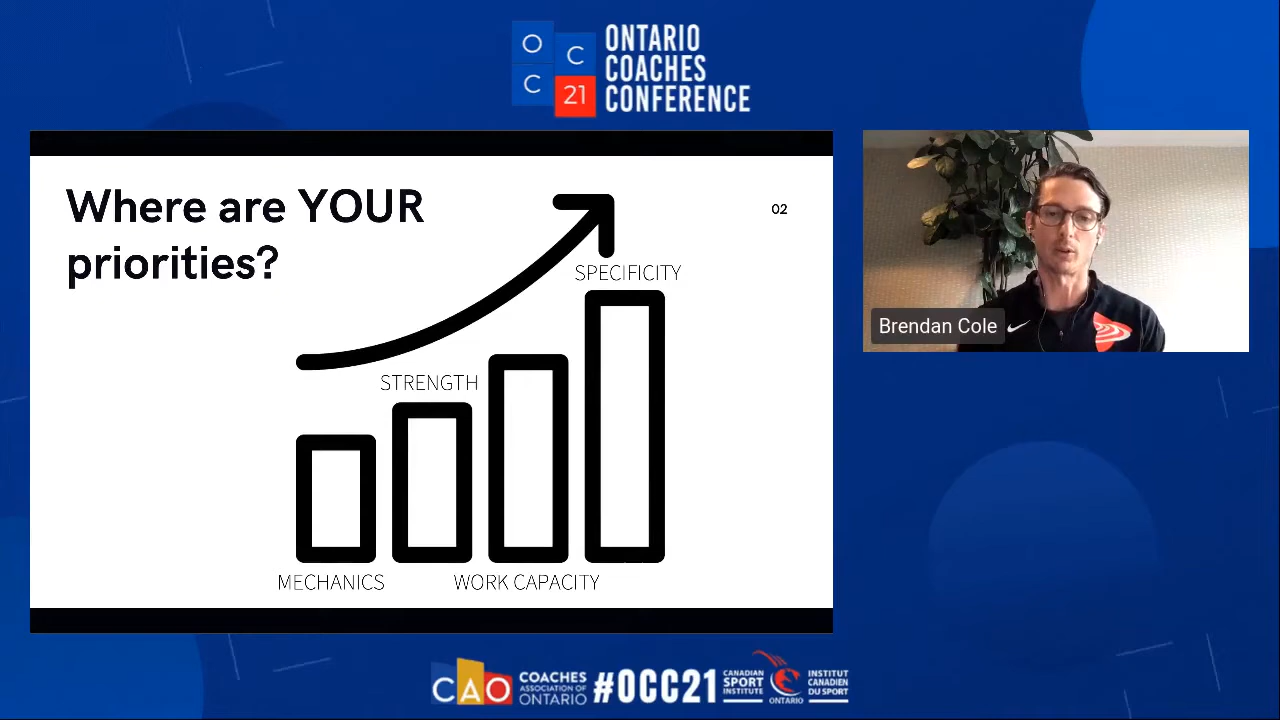 O
C
C
21
ONTARIO
COACHES
CONFERENCE
Where are YOUR
priorities?
02
SPECIFICITY
STRENGTH
MECHANICS
WORK CAPACITY
Brendan Cole
CAO
COACHES
ASSOCIATION OF
ONTARIO
#OCC21
CANADIAN
SPORT
INSTITUTE
ONTARIO
INSTITUT
CANADIEN
DU SPORT